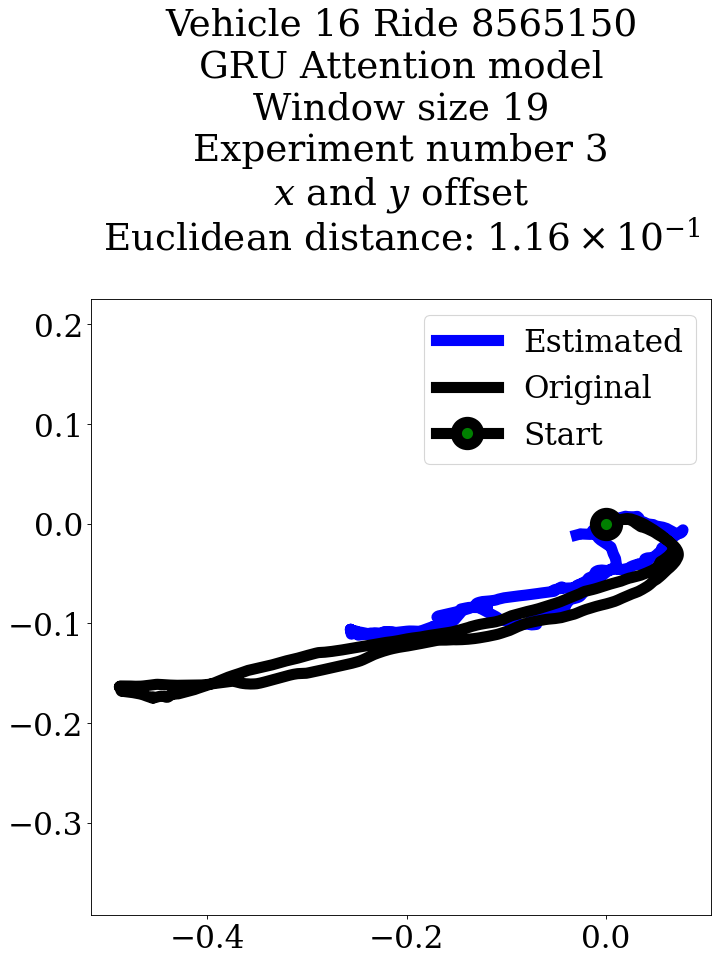 Vehicle 16 Ride 8565150
GRU Attention model
Window size 19
Experiment number 3
x and y offset
Euclidean distance: 1.16 × 10⁻¹
Estimated
Original
Start
0.2
0.1
0.0
−0.1
−0.2
−0.3
−0.4
−0.2
0.0